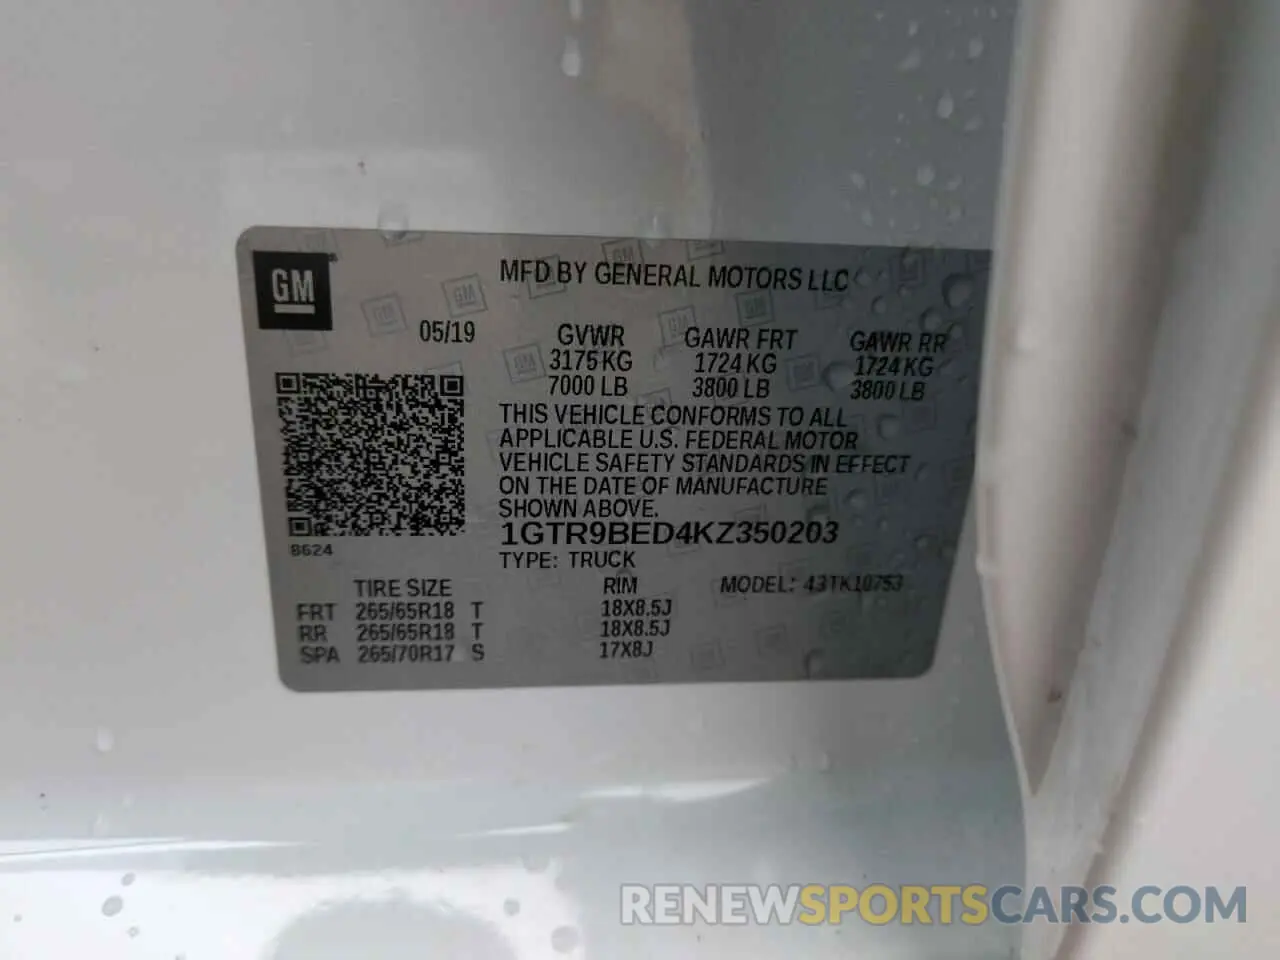 GM
MFD BY GENERAL MOTORS LLC
05/19 GVWR GAWR FRT GAWR RR
3175 KG 1724 KG 1724 KG
7000 LB 3800 LB 3800 LB
THIS VEHICLE CONFORMS TO ALL
APPLICABLE U.S. FEDERAL MOTOR
VEHICLE SAFETY STANDARDS IN EFFECT
ON THE DATE OF MANUFACTURE
SHOWN ABOVE.
1GTR9BED4KZ350203
8624
TYPE: TRUCK
TIRE SIZE RIM MODEL: 43TK10753
FRT 265/65R18 T 18X8.5J
RR 265/65R18 T 18X8.5J
SPA 265/70R17 S 17X8J
RENEWSPORTSCARS.COM